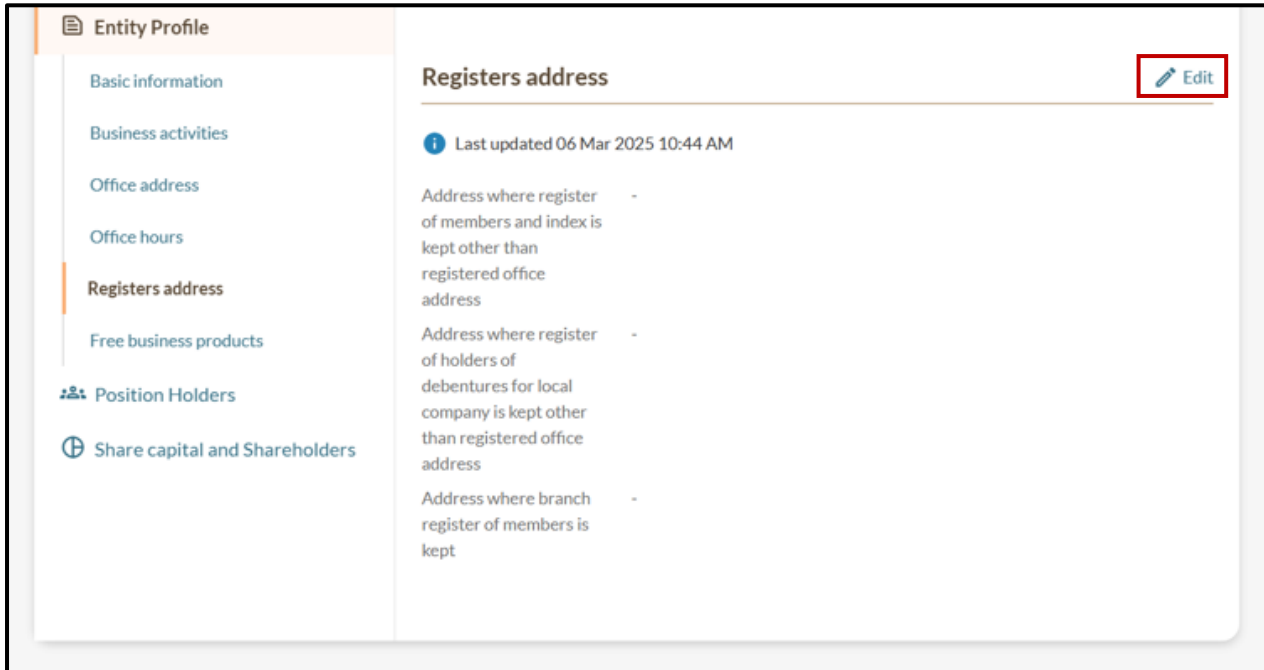 Entity Profile
Basic information
Business activities
Office address
Office hours
Registers address
Free business products
Position Holders
Share capital and Shareholders
Registers address
Edit
Last updated 06 Mar 2025 10:44 AM
Address where register -
of members and index is
kept other than
registered office
address
Address where register -
of holders of
debentures for local
company is kept other
than registered office
address
Address where branch -
register of members is
kept